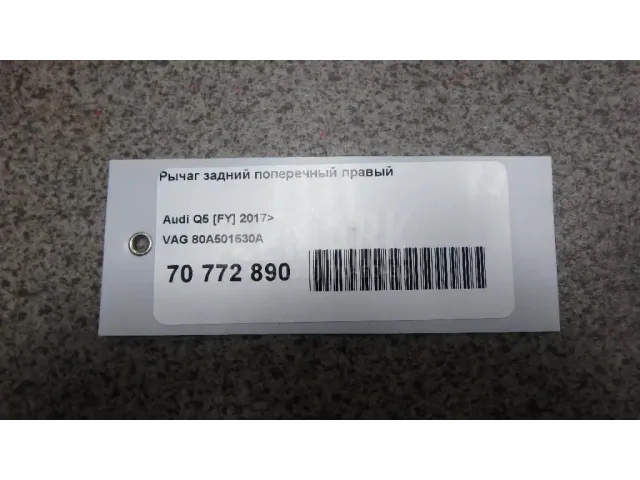 Рычаг задний поперечный правый
Audi Q5 [FY] 2017>
VAG 80A501530A
70 772 890